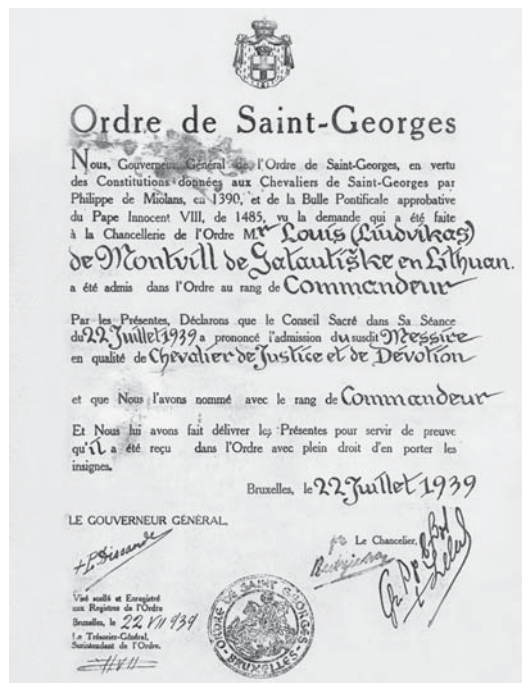 Ordre de Saint-Georges
Nous, Gouverneur Général de l'Ordre de Saint-Georges, en vertu
des Constitutions données aux Chevaliers de Saint-Georges par
Philippe de Miolans, en 1390, et de la Bulle Pontificale approbative
du Pape Innocent VIII, de 1485, vu la demande qui a été faite
à la Chancellerie de l'Ordre Mr Louis (Liudvikas)
de Montvill de Satautiške en Lithuan.
a été admis dans l'Ordre au rang de Commandeur
Par les Présentes, Déclarons que le Conseil Sacré dans Sa Séance
du 22 Juillet 1939 a prononcé l'admission du susdit Messire
en qualité de Chevalier de Justice et de Dévotion
et que Nous l'avons nommé avec le rang de Commandeur
Et Nous lui avons fait délivrer les Présentes pour servir de preuve
qu'il a été reçu dans l'Ordre avec plein droit d'en porter les
insignes.
Bruxelles, le 22 Juillet 1939
LE GOUVERNEUR GÉNÉRAL,
Le Chancelier,
Visé scellé et Enregistré
aux Registres de l'Ordre
Bruxelles, le 22 VII 939
Le Trésorier-Général,
Surintendant de l'Ordre.
ORDRE DE SAINT GEORGES
BRUXELLES